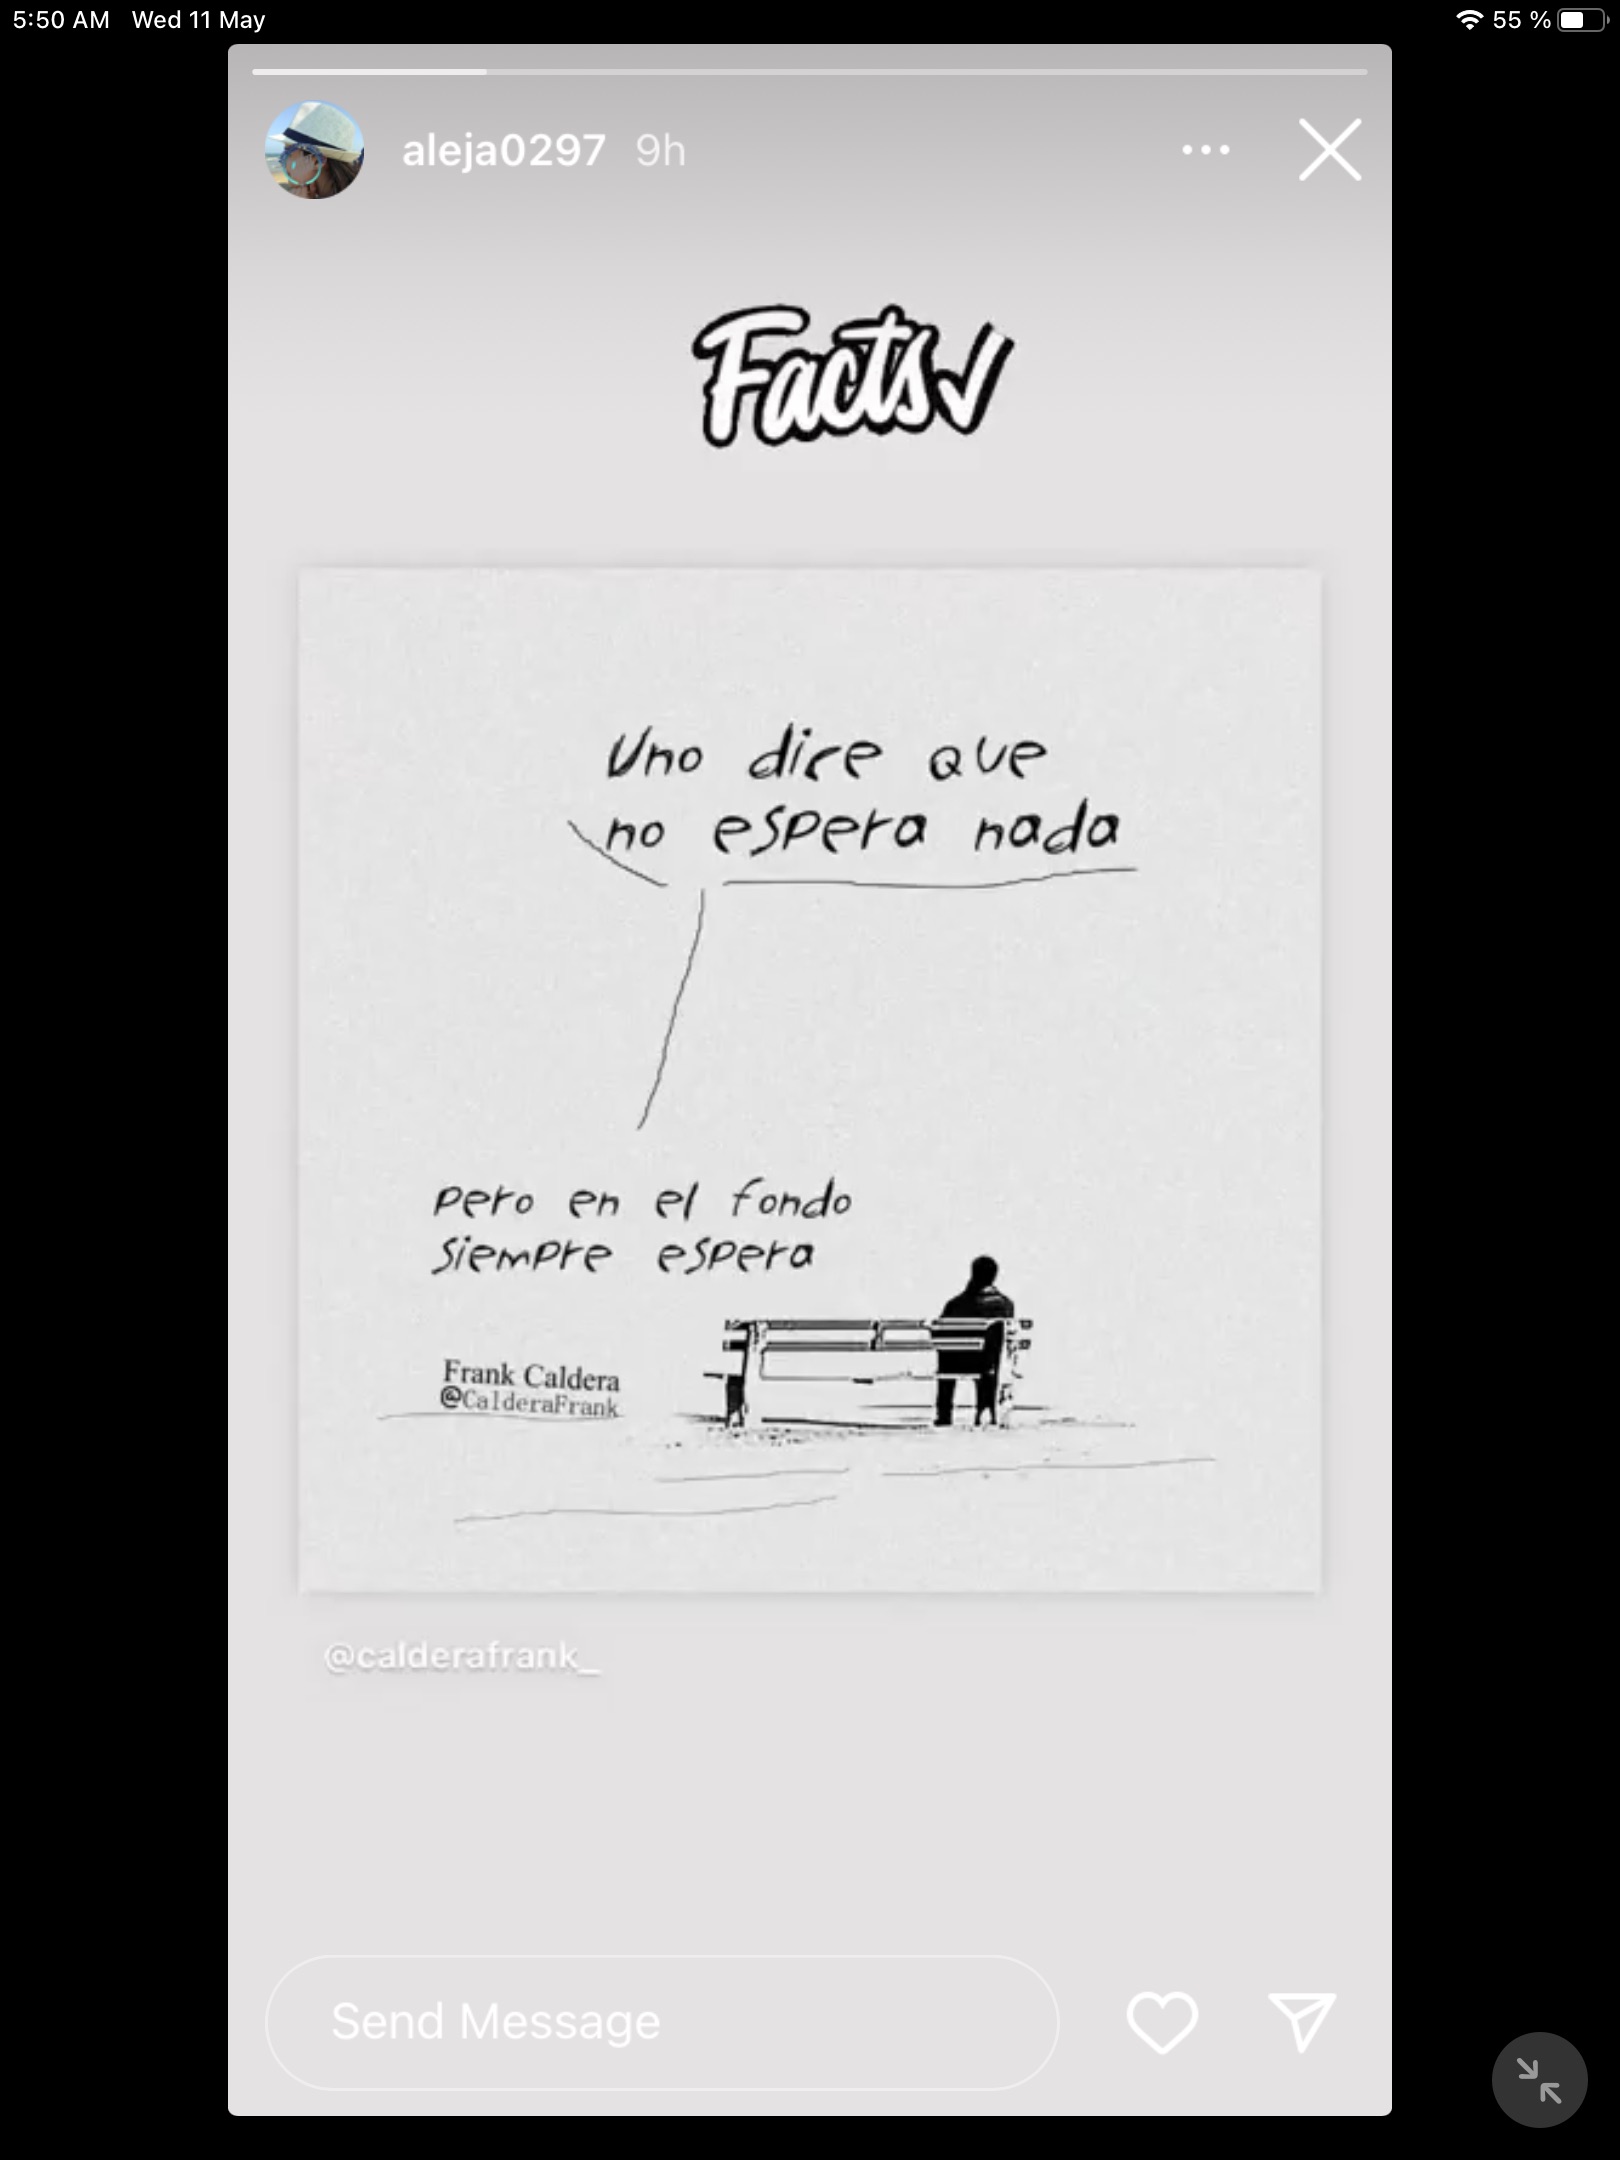 5:50 AM Wed 11 May
55 %
aleja0297 9h
Facts
Uno dice que
no espera nada
pero en el fondo
siempre espera
Frank Caldera
@CalderaFrank
@calderafrank_
Send Message